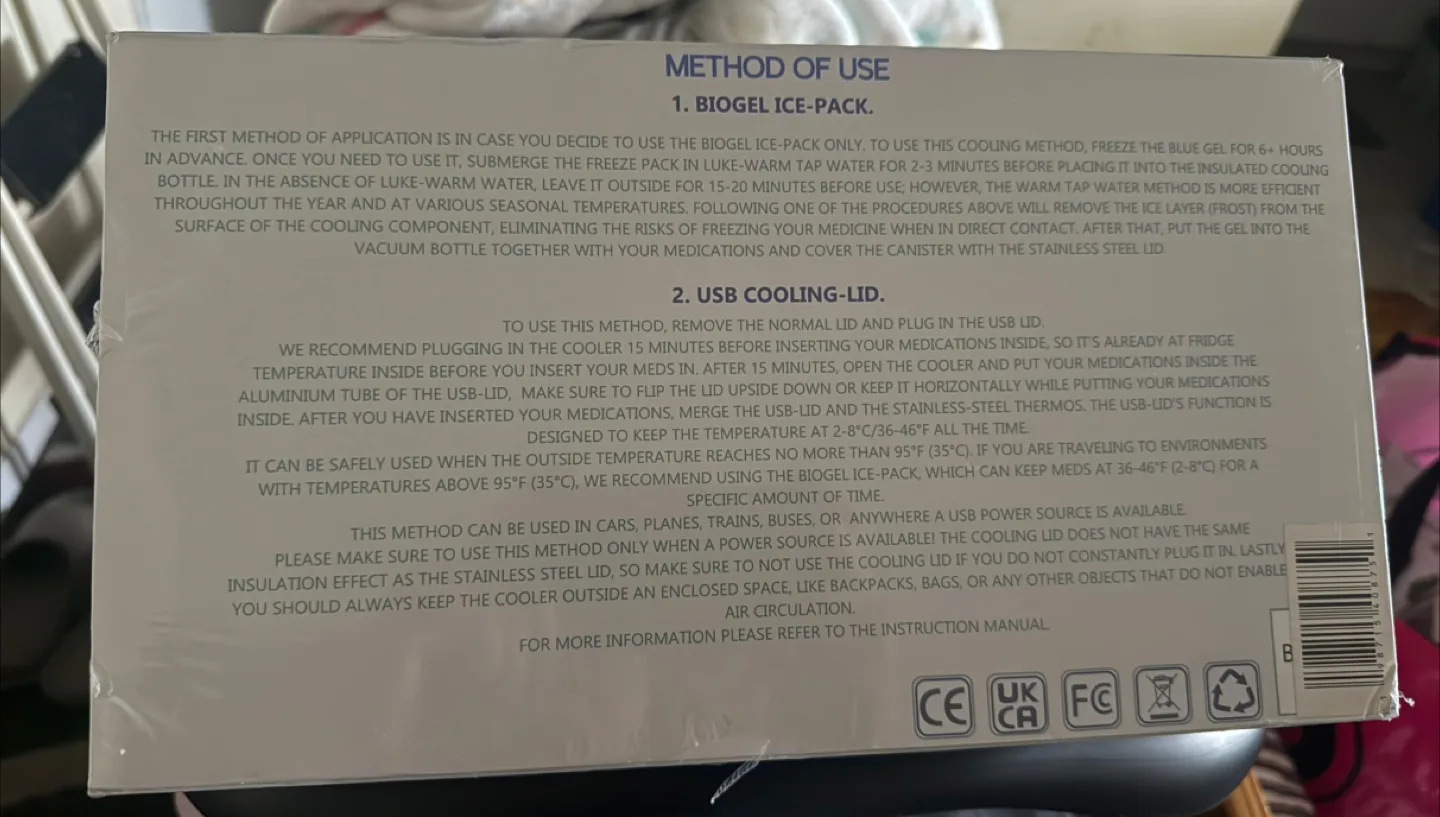 METHOD OF USE
1. BIOGEL ICE-PACK.
THE FIRST METHOD OF APPLICATION IS IN CASE YOU DECIDE TO USE THE BIOGEL ICE-PACK ONLY. TO USE THIS COOLING METHOD, FREEZE THE BLUE GEL FOR 6+ HOURS
IN ADVANCE. ONCE YOU NEED TO USE IT, SUBMERGE THE FREEZE PACK IN LUKE-WARM TAP WATER FOR 2-3 MINUTES BEFORE PLACING IT INTO THE INSULATED COOLING
BOTTLE. IN THE ABSENCE OF LUKE-WARM WATER, LEAVE IT OUTSIDE FOR 15-20 MINUTES BEFORE USE; HOWEVER, THE WARM TAP WATER METHOD IS MORE EFFICIENT
THROUGHOUT THE YEAR AND AT VARIOUS SEASONAL TEMPERATURES. FOLLOWING ONE OF THE PROCEDURES ABOVE WILL REMOVE THE ICE LAYER (FROST) FROM THE
SURFACE OF THE COOLING COMPONENT, ELIMINATING THE RISKS OF FREEZING YOUR MEDICINE WHEN IN DIRECT CONTACT. AFTER THAT, PUT THE GEL INTO THE
VACUUM BOTTLE TOGETHER WITH YOUR MEDICATIONS AND COVER THE CANISTER WITH THE STAINLESS STEEL LID.
2. USB COOLING-LID.
TO USE THIS METHOD, REMOVE THE NORMAL LID AND PLUG IN THE USB LID.
WE RECOMMEND PLUGGING IN THE COOLER 15 MINUTES BEFORE INSERTING YOUR MEDICATIONS INSIDE, SO IT'S ALREADY AT FRIDGE
TEMPERATURE INSIDE BEFORE YOU INSERT YOUR MEDS IN. AFTER 15 MINUTES, OPEN THE COOLER AND PUT YOUR MEDICATIONS INSIDE THE
ALUMINIUM TUBE OF THE USB-LID, MAKE SURE TO FLIP THE LID UPSIDE DOWN OR KEEP IT HORIZONTALLY WHILE PUTTING YOUR MEDICATIONS
INSIDE. AFTER YOU HAVE INSERTED YOUR MEDICATIONS, MERGE THE USB-LID AND THE STAINLESS-STEEL THERMOS. THE USB-LID'S FUNCTION IS
DESIGNED TO KEEP THE TEMPERATURE AT 2-8°C/36-46°F ALL THE TIME.
IT CAN BE SAFELY USED WHEN THE OUTSIDE TEMPERATURE REACHES NO MORE THAN 95°F (35°C). IF YOU ARE TRAVELING TO ENVIRONMENTS
WITH TEMPERATURES ABOVE 95°F (35°C), WE RECOMMEND USING THE BIOGEL ICE-PACK, WHICH CAN KEEP MEDS AT 36-46°F (2-8°C) FOR A
SPECIFIC AMOUNT OF TIME.
THIS METHOD CAN BE USED IN CARS, PLANES, TRAINS, BUSES, OR ANYWHERE A USB POWER SOURCE IS AVAILABLE.
PLEASE MAKE SURE TO USE THIS METHOD ONLY WHEN A POWER SOURCE IS AVAILABLE! THE COOLING LID DOES NOT HAVE THE SAME
INSULATION EFFECT AS THE STAINLESS STEEL LID, SO MAKE SURE TO NOT USE THE COOLING LID IF YOU DO NOT CONSTANTLY PLUG IT IN. LASTLY
YOU SHOULD ALWAYS KEEP THE COOLER OUTSIDE AN ENCLOSED SPACE, LIKE BACKPACKS, BAGS, OR ANY OTHER OBJECTS THAT DO NOT ENABLE
AIR CIRCULATION.
FOR MORE INFORMATION PLEASE REFER TO THE INSTRUCTION MANUAL.
CE
UK
CA
FC
B